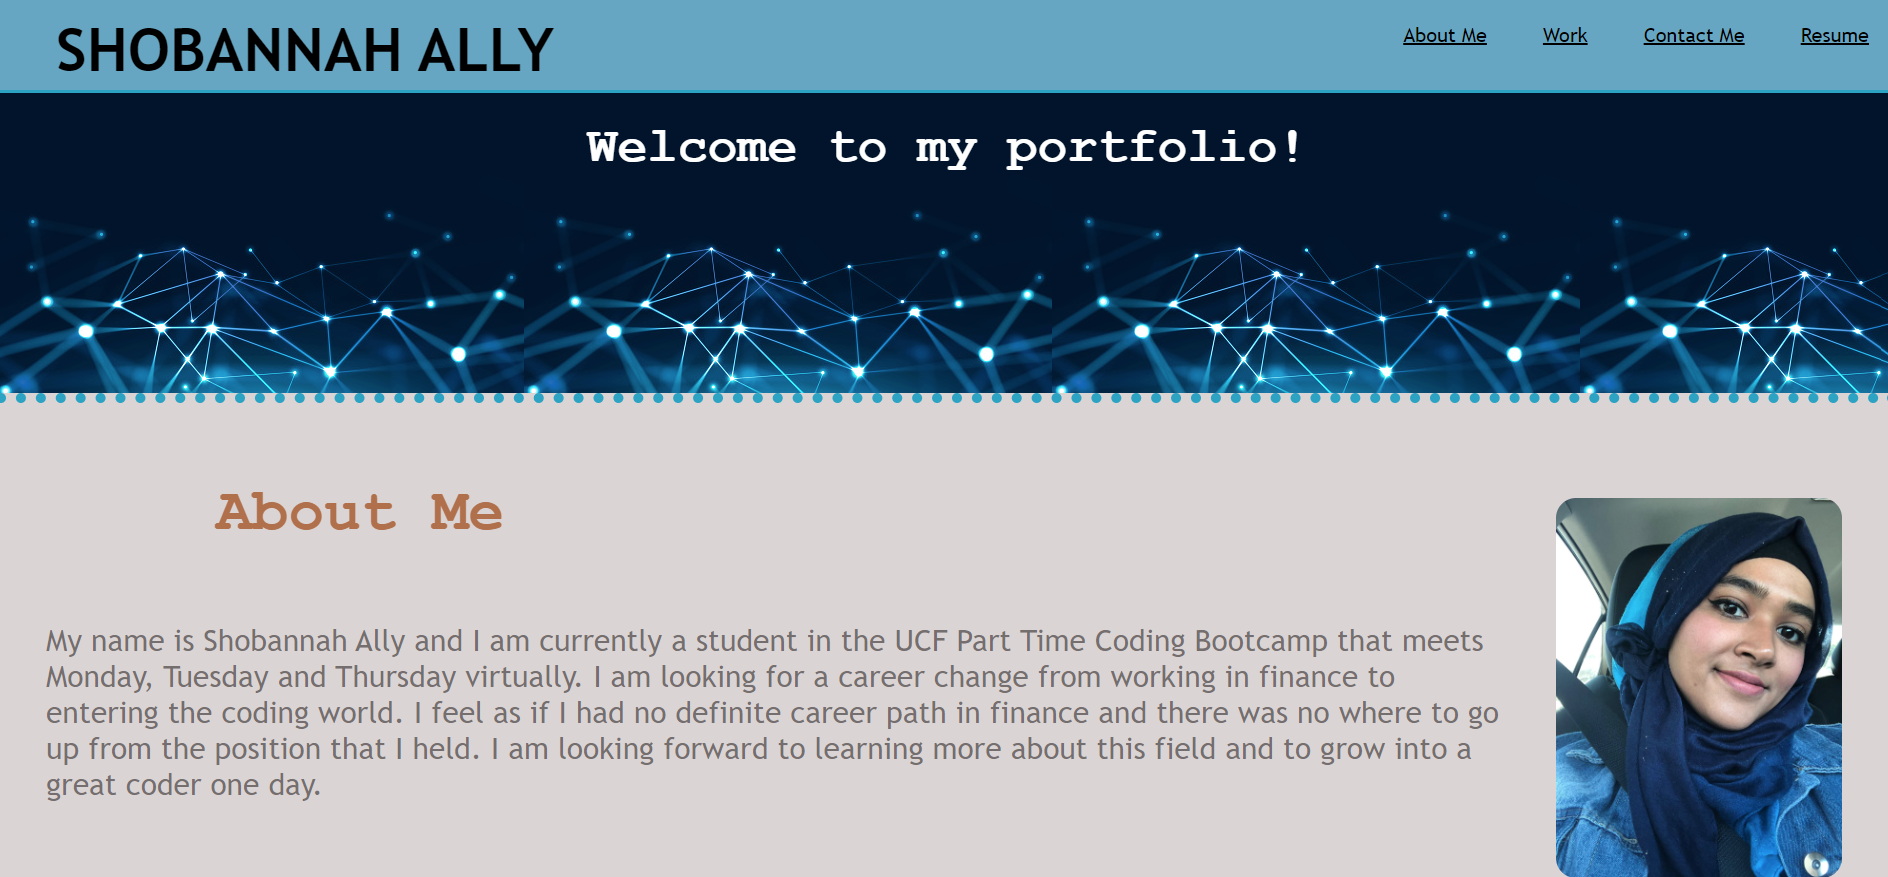 SHOBANNAH ALLY
About Me Work Contact Me Resume
Welcome to my portfolio!
About Me
My name is Shobannah Ally and I am currently a student in the UCF Part Time Coding Bootcamp that meets
Monday, Tuesday and Thursday virtually. I am looking for a career change from working in finance to
entering the coding world. I feel as if I had no definite career path in finance and there was no where to go
up from the position that I held. I am looking forward to learning more about this field and to grow into a
great coder one day.